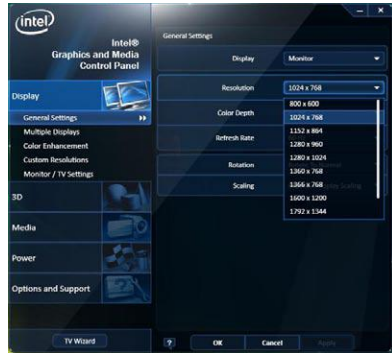 intel
Intel®
Graphics and Media
Control Panel
General Settings
Display
Monitor
Resolution
1024 x 768
800 x 600
1024 x 768
1152 x 864
1280 x 960
1280 x 1024
1360 x 768
1366 x 768
1600 x 1200
1792 x 1344
Color Depth
Refresh Rate
Rotation
Scaling
Display
General Settings
Multiple Displays
Color Enhancement
Custom Resolutions
Monitor / TV Settings
3D
Media
Power
Options and Support
TV Wizard
?
OK
Cancel
Apply